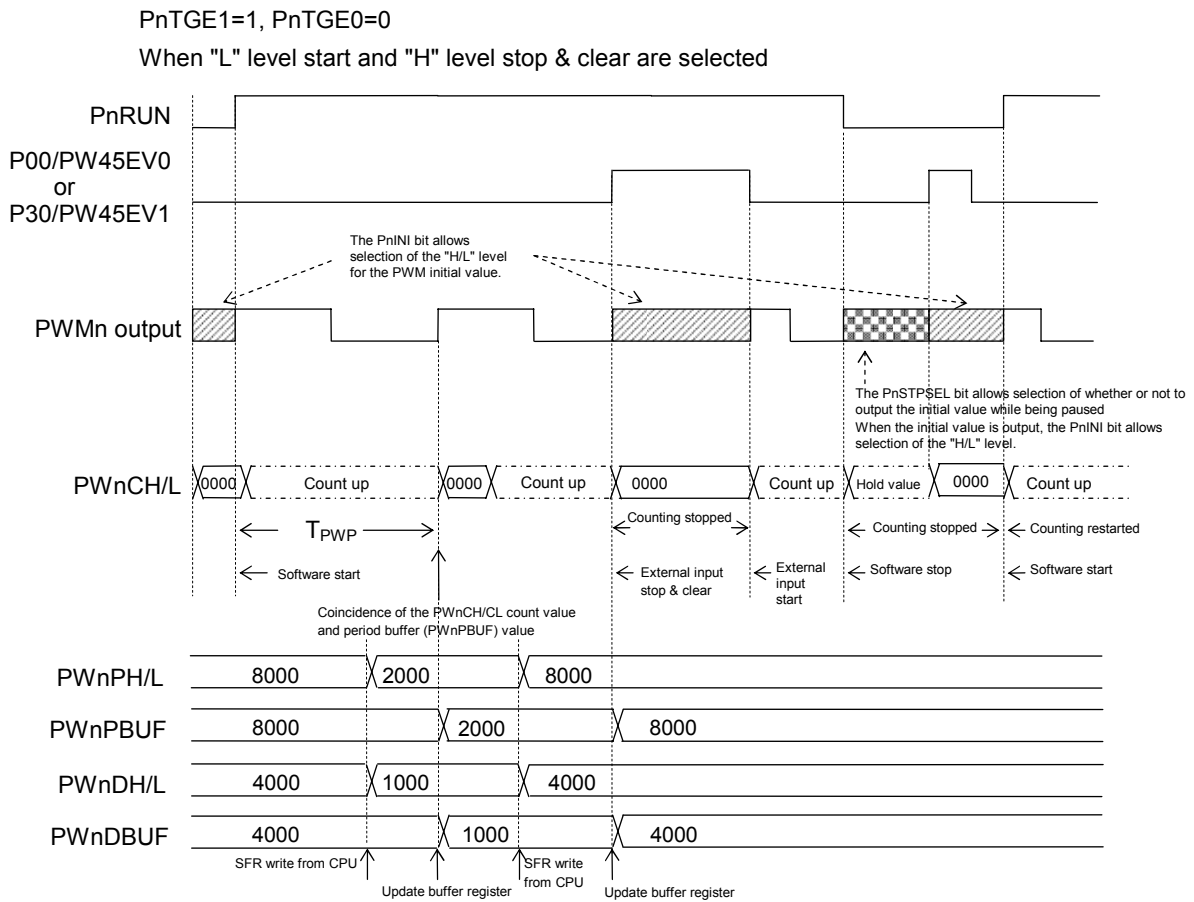 PnTGE1=1, PnTGE0=0
When "L" level start and "H" level stop & clear are selected
PnRUN
P00/PW45EV0
or
P30/PW45EV1
The PnINI bit allows
selection of the "H/L" level
for the PWM initial value.
PWMn output
The PnSTPSEL bit allows selection of whether or not to
output the initial value while being paused
When the initial value is output, the PnINI bit allows
selection of the "H/L" level.
PWnCH/L
0000 Count up 0000 Count up 0000 Count up Hold value 0000 Count up
TPWP
Counting stopped
Counting stopped
Counting restarted
Software start
External input
stop & clear
External
input
start
Software stop
Software start
Coincidence of the PWnCH/CL count value
and period buffer (PWnPBUF) value
PWnPH/L 8000 2000 8000
PWnPBUF 8000 2000 8000
PWnDH/L 4000 1000 4000
PWnDBUF 4000 1000 4000
SFR write from CPU
Update buffer register
SFR write
from CPU
Update buffer register